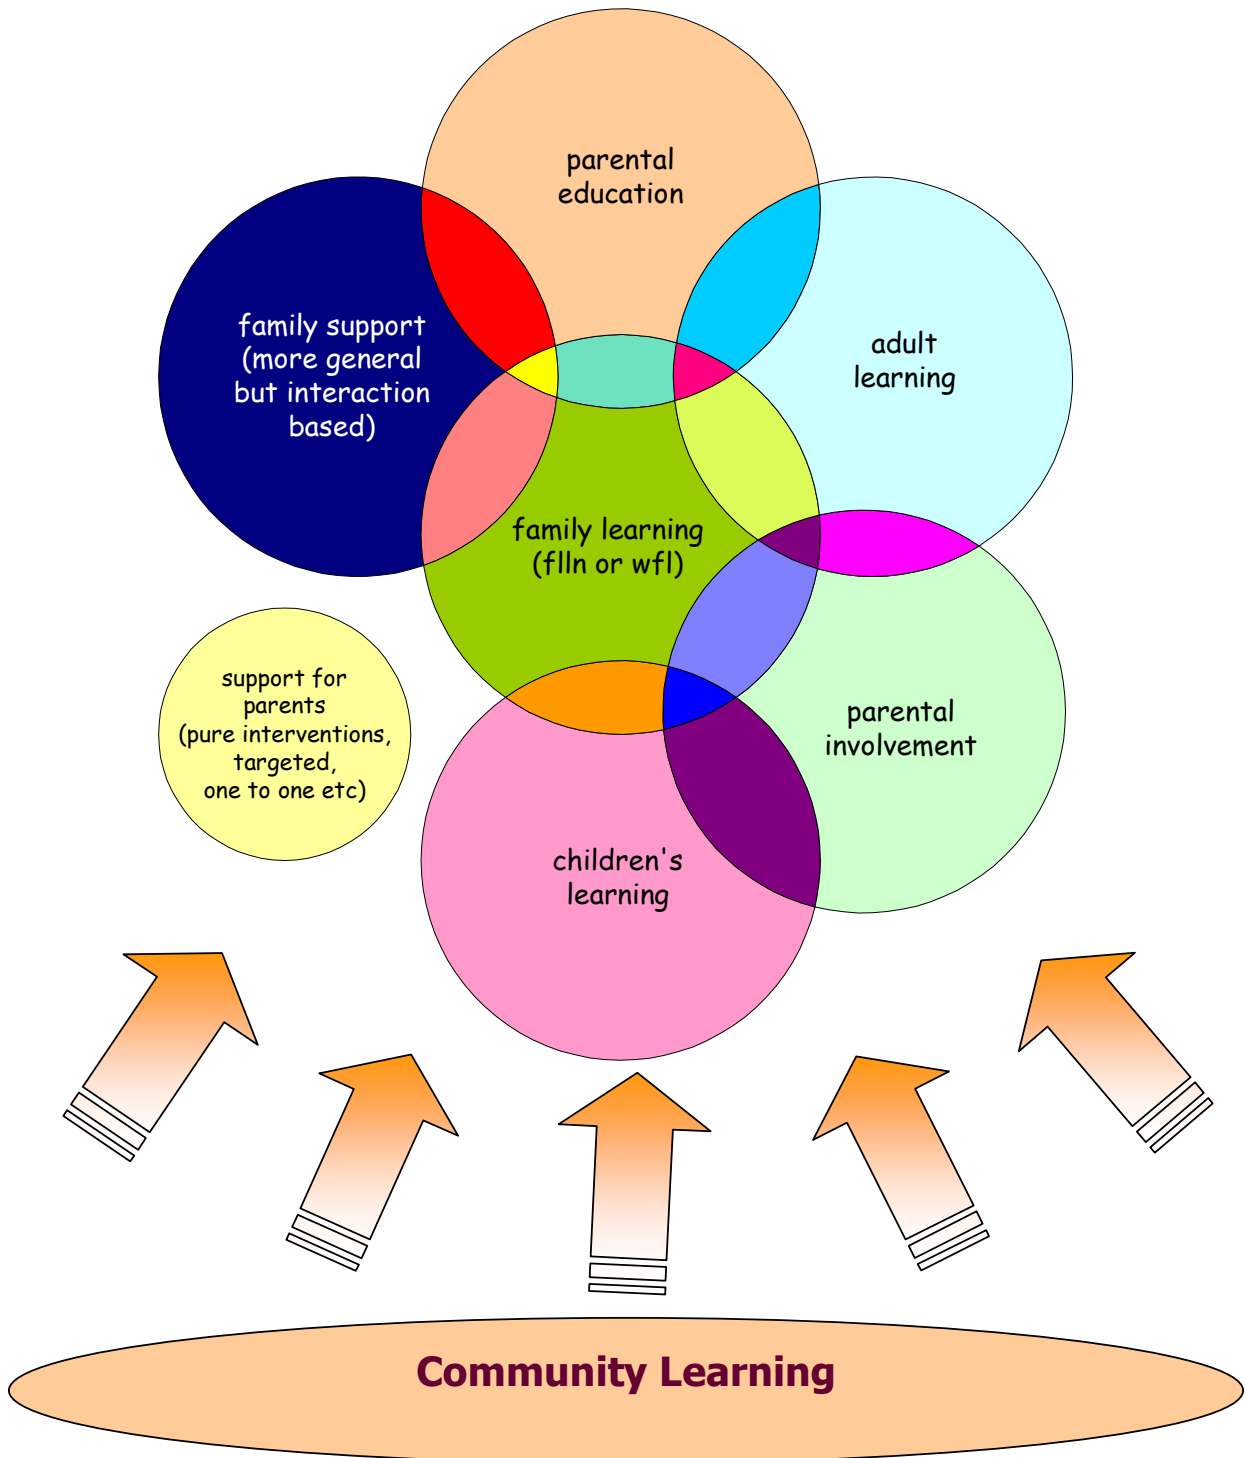 parental
education
family support
(more general
but interaction
based)
adult
learning
family learning
(flln or wfl)
support for
parents
(pure interventions,
targeted,
one to one etc)
parental
involvement
children's
learning
Community Learning